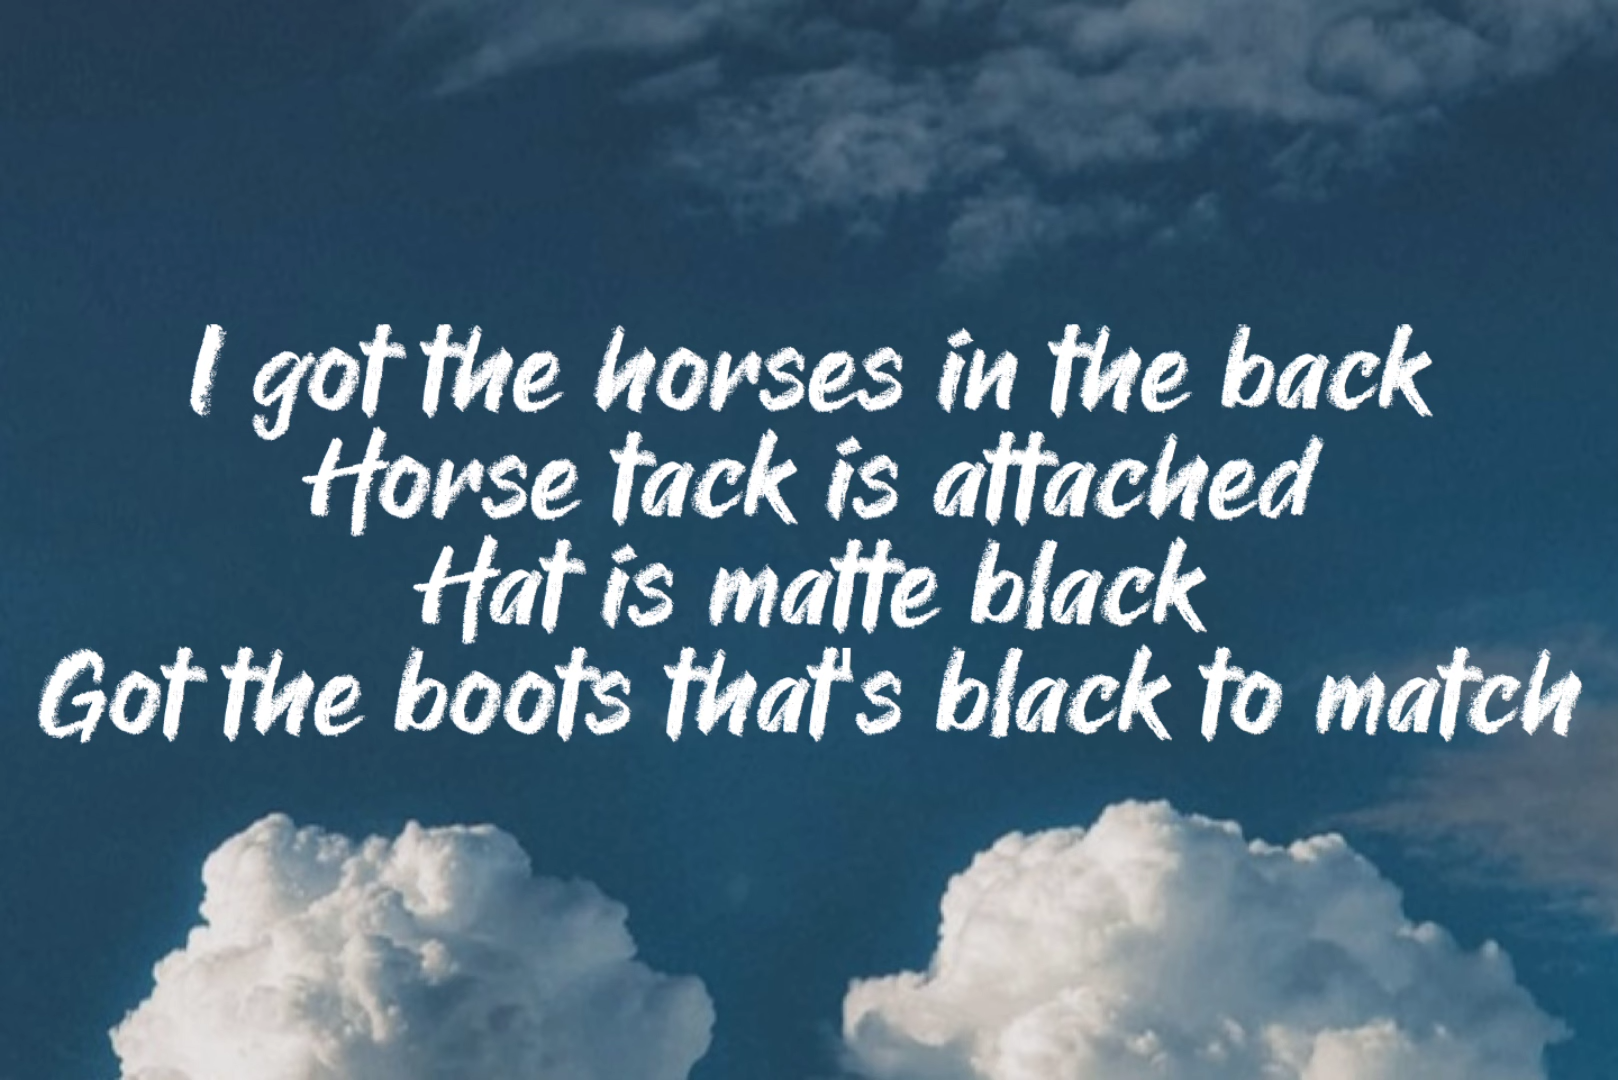 I got the horses in the back
Horse tack is attached
Hat is matte black
Got the boots that's black to match